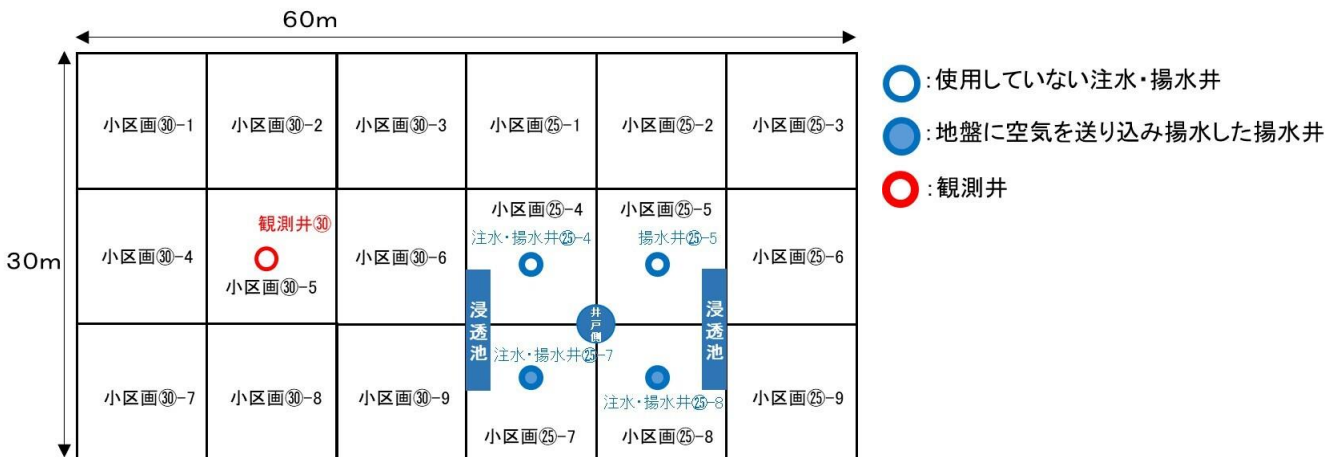 60m
30m
小区画㉚-1
小区画㉚-2
小区画㉚-3
小区画㉕-1
小区画㉕-2
小区画㉕-3
小区画㉚-4
観測井㉚
小区画㉚-5
小区画㉚-6
小区画㉕-4
注水・揚水井㉕-4
小区画㉕-5
揚水井㉕-5
小区画㉕-6
浸透池
井戸側
浸透池
小区画㉚-7
小区画㉚-8
小区画㉚-9
注水・揚水井㉕-7
小区画㉕-7
注水・揚水井㉕-8
小区画㉕-8
小区画㉕-9
:使用していない注水・揚水井
:地盤に空気を送り込み揚水した揚水井
:観測井